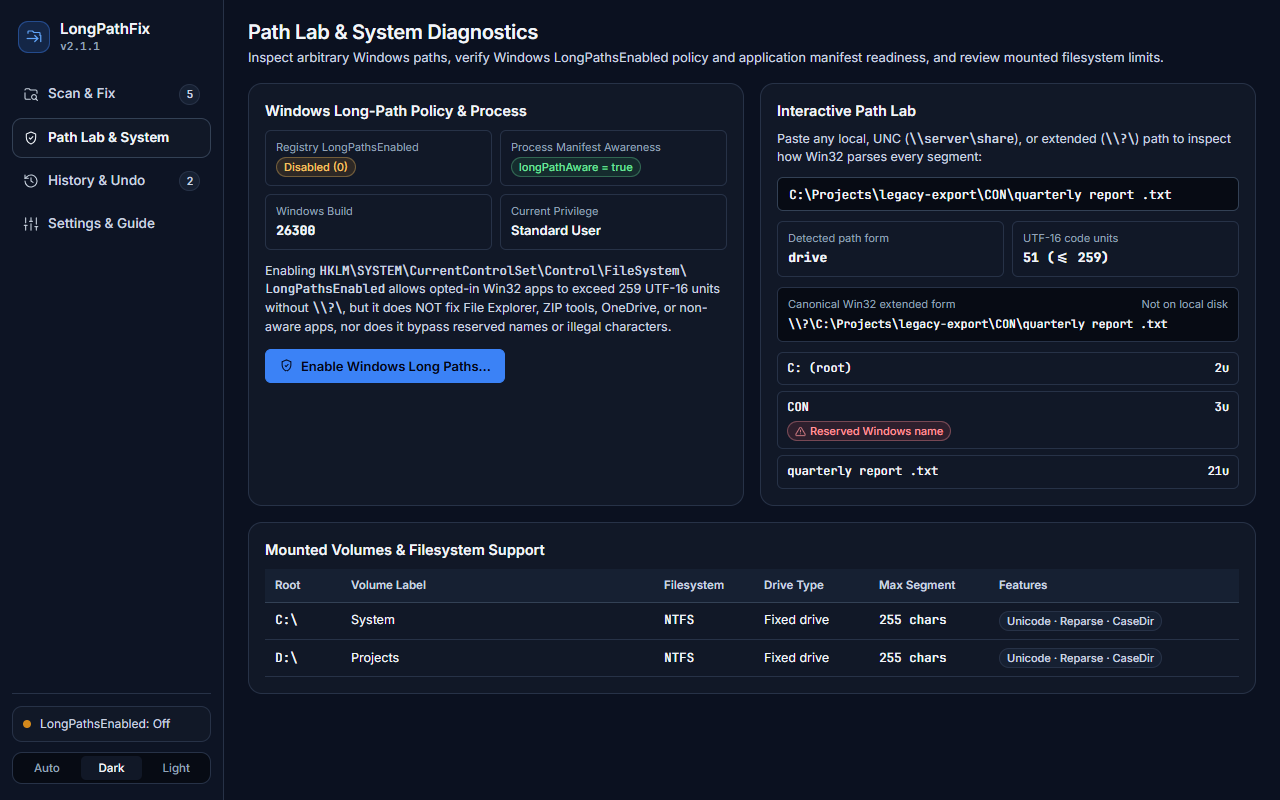 LongPathFix
v2.1.1
Scan & Fix 5
Path Lab & System
History & Undo 2
Settings & Guide
LongPathsEnabled: Off
Auto Dark Light
Path Lab & System Diagnostics
Inspect arbitrary Windows paths, verify Windows LongPathsEnabled policy and application manifest readiness, and review mounted filesystem limits.
Windows Long-Path Policy & Process
Registry LongPathsEnabled
Disabled (0)
Process Manifest Awareness
longPathAware = true
Windows Build
26300
Current Privilege
Standard User
Enabling HKLM\SYSTEM\CurrentControlSet\Control\FileSystem\
LongPathsEnabled allows opted-in Win32 apps to exceed 259 UTF-16 units
without \\?\, but it does NOT fix File Explorer, ZIP tools, OneDrive, or non-
aware apps, nor does it bypass reserved names or illegal characters.
Enable Windows Long Paths...
Interactive Path Lab
Paste any local, UNC (\\server\share), or extended (\\?\) path to inspect
how Win32 parses every segment:
C:\Projects\legacy-export\CON\quarterly report .txt
Detected path form
drive
UTF-16 code units
51 (≤ 259)
Canonical Win32 extended form Not on local disk
\\?\C:\Projects\legacy-export\CON\quarterly report .txt
C: (root) 2u
CON 3u
Reserved Windows name
quarterly report .txt 21u
Mounted Volumes & Filesystem Support
Root Volume Label Filesystem Drive Type Max Segment Features
C:\ System NTFS Fixed drive 255 chars Unicode · Reparse · CaseDir
D:\ Projects NTFS Fixed drive 255 chars Unicode · Reparse · CaseDir